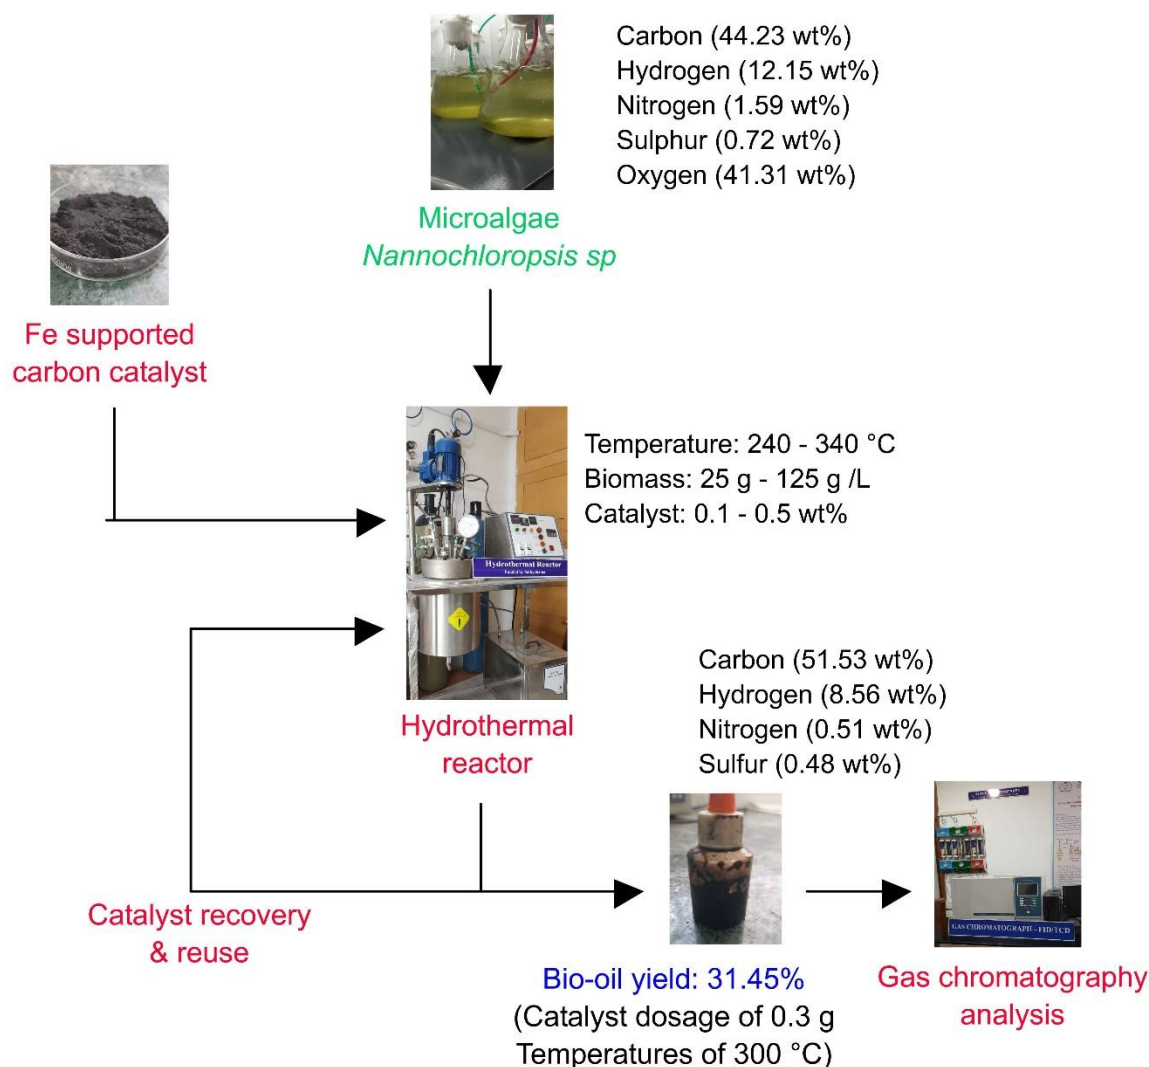 Carbon (44.23 wt%)
Hydrogen (12.15 wt%)
Nitrogen (1.59 wt%)
Sulphur (0.72 wt%)
Oxygen (41.31 wt%)
Microalgae
Nannochloropsis sp
Fe supported
carbon catalyst
Temperature: 240 - 340 °C
Biomass: 25 g - 125 g /L
Catalyst: 0.1 - 0.5 wt%
Hydrothermal Reactor
Hydrothermal
reactor
Carbon (51.53 wt%)
Hydrogen (8.56 wt%)
Nitrogen (0.51 wt%)
Sulfur (0.48 wt%)
Catalyst recovery
& reuse
GAS CHROMATOGRAPH - FID/TCD
Bio-oil yield: 31.45%
(Catalyst dosage of 0.3 g
Temperatures of 300 °C)
Gas chromatography
analysis